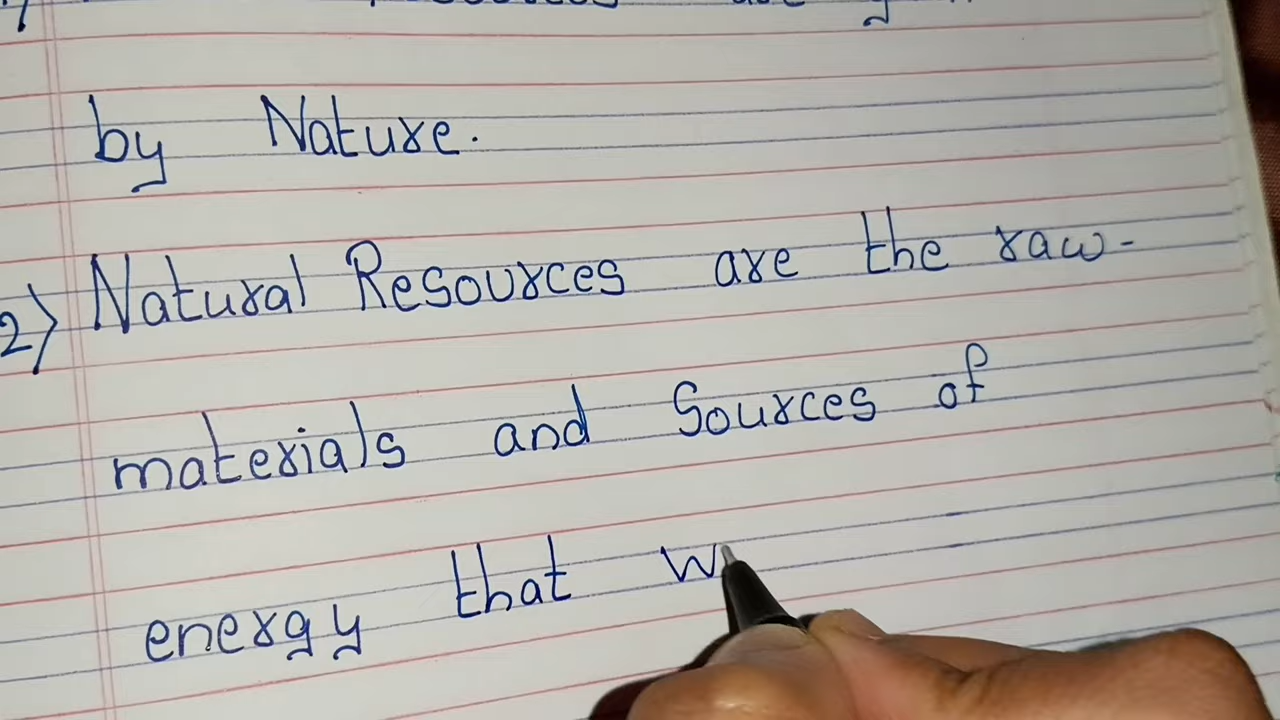 by Nature.
2) Natural Resources are the raw-
materials and Sources of
energy that w